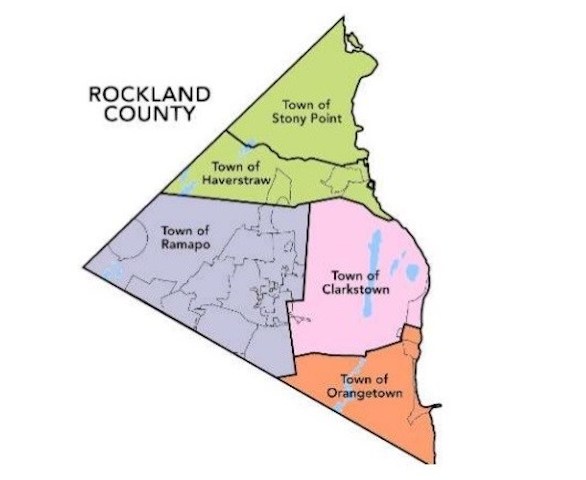 ROCKLAND
COUNTY
Town of
Stony Point
Town of
Haverstraw
Town of
Ramapo
Town of
Clarkstown
Town of
Orangetown